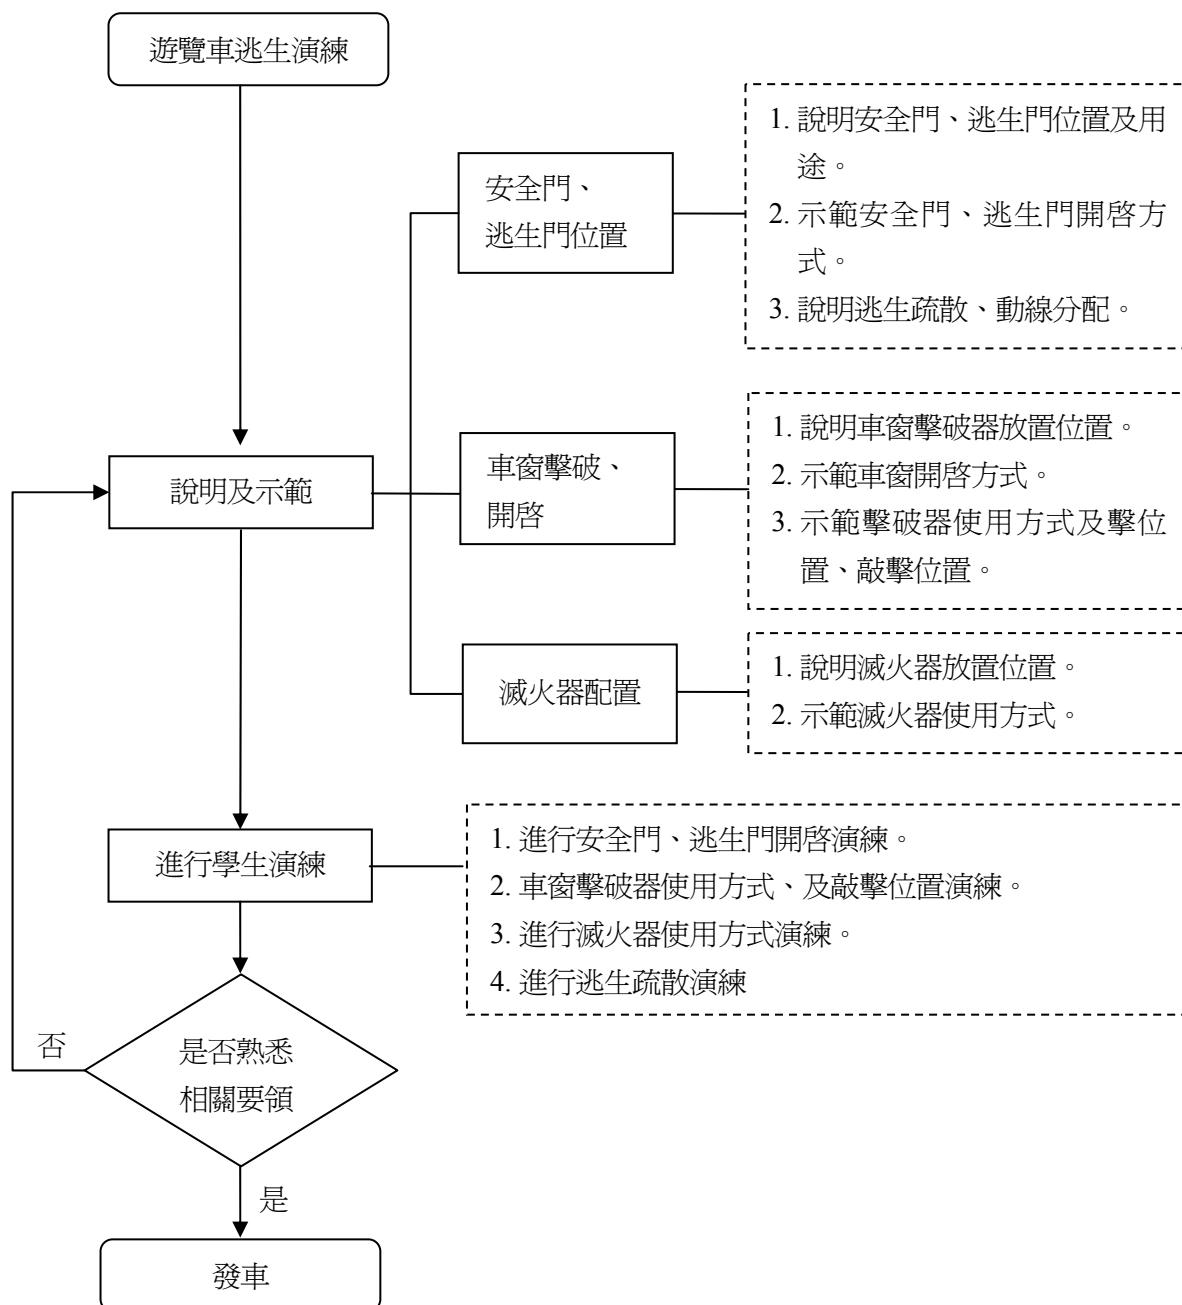 遊覽車逃生演練
安全門、
逃生門位置
1. 說明安全門、逃生門位置及用
途。
2. 示範安全門、逃生門開啓方
式。
3. 說明逃生疏散、動線分配。
說明及示範
車窗擊破、
開啓
1. 說明車窗擊破器放置位置。
2. 示範車窗開啓方式。
3. 示範擊破器使用方式及擊位
置、敲擊位置。
滅火器配置
1. 說明滅火器放置位置。
2. 示範滅火器使用方式。
進行學生演練
1. 進行安全門、逃生門開啓演練。
2. 車窗擊破器使用方式、及敲擊位置演練。
3. 進行滅火器使用方式演練。
4. 進行逃生疏散演練
否
是否熟悉
相關要領
是
發車